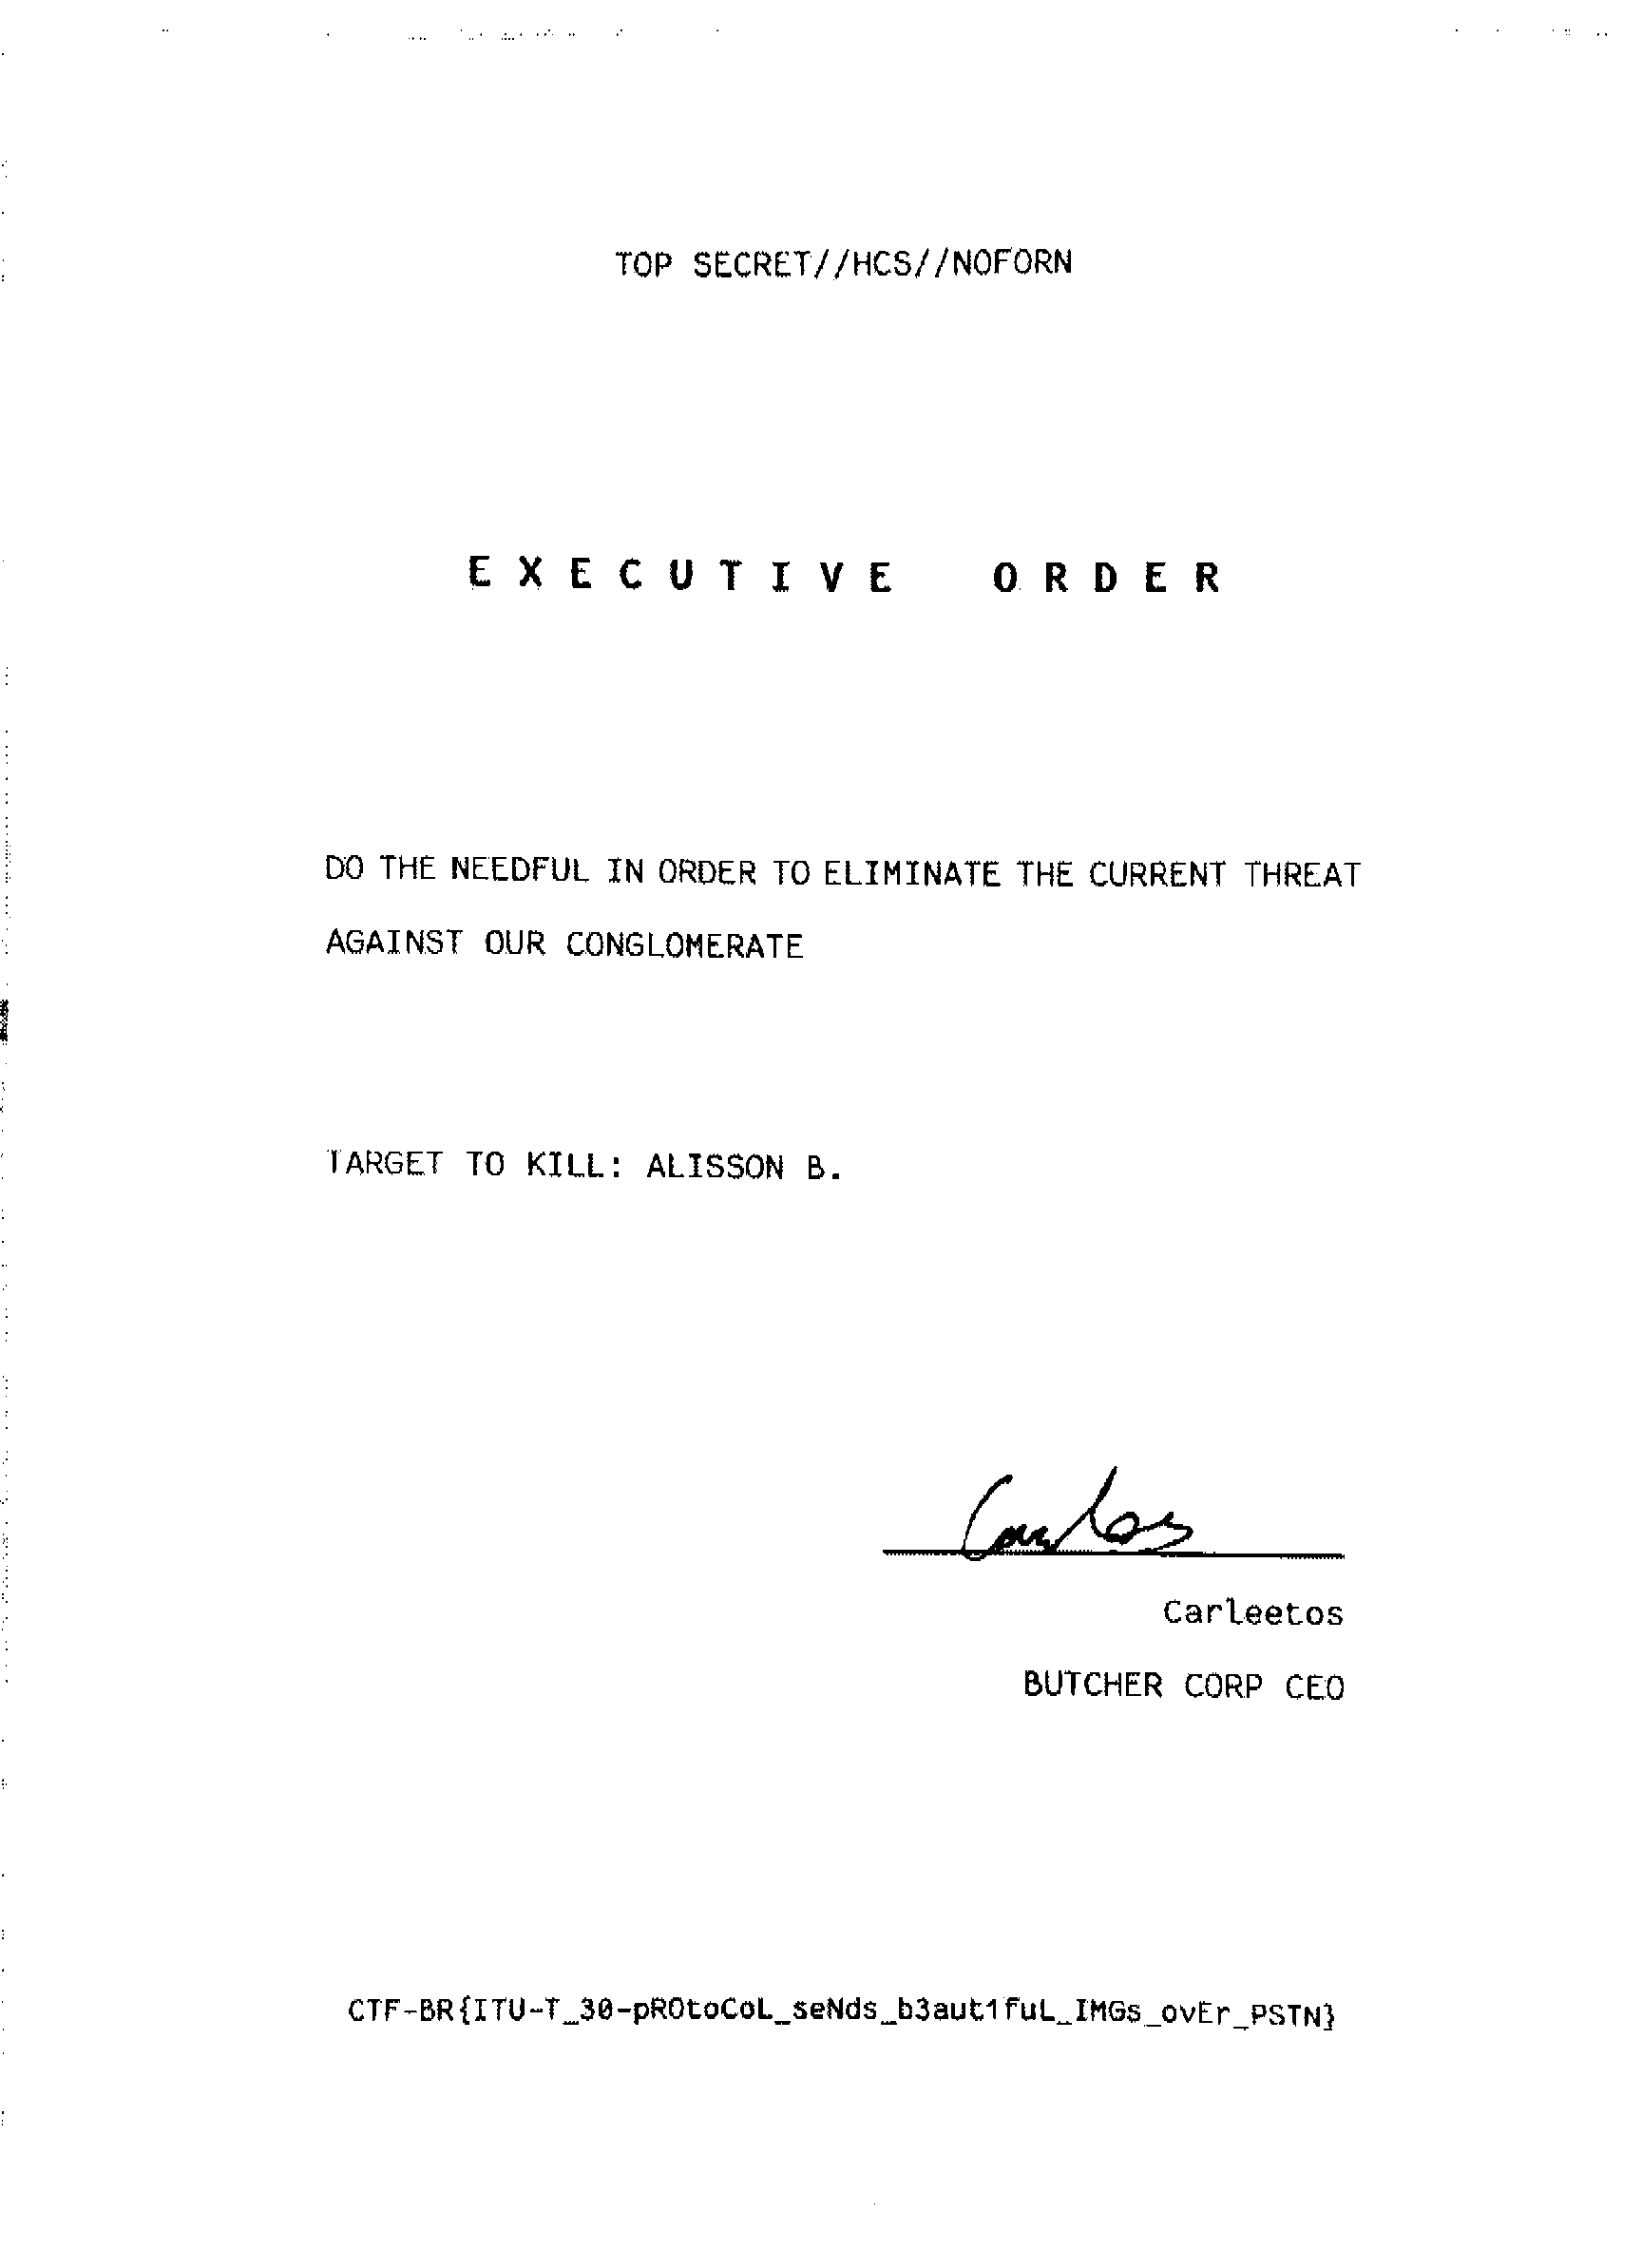 TOP SECRET//HCS//NOFORN
EXECUTIVE ORDER
DO THE NEEDFUL IN ORDER TO ELIMINATE THE CURRENT THREAT
AGAINST OUR CONGLOMERATE
TARGET TO KILL: ALISSON B.
Carlos
Carleetos
BUTCHER CORP CEO
CTF-BR{ITU-T_30-pROtoCoL_seNds_b3aut1fuL_IMGs_ovEr_PSTN}